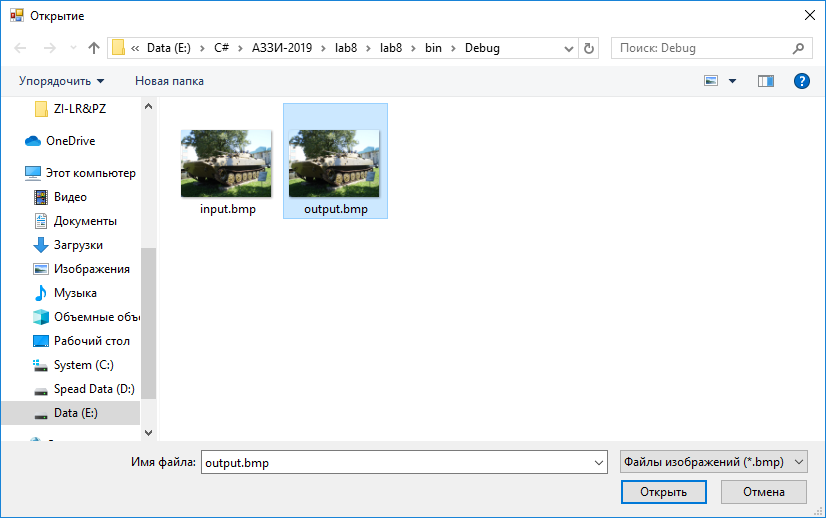 Открытие
« Data (E:) > C# > АЗЗИ-2019 > lab8 > lab8 > bin > Debug
Поиск: Debug
Упорядочить
Новая папка
ZI-LR&PZ
OneDrive
Этот компьютер
Видео
Документы
Загрузки
Изображения
Музыка
Объемные объ
Рабочий стол
System (C:)
Spead Data (D:)
Data (E:)
input.bmp
output.bmp
Имя файла:
output.bmp
Файлы изображений (*.bmp)
Открыть
Отмена